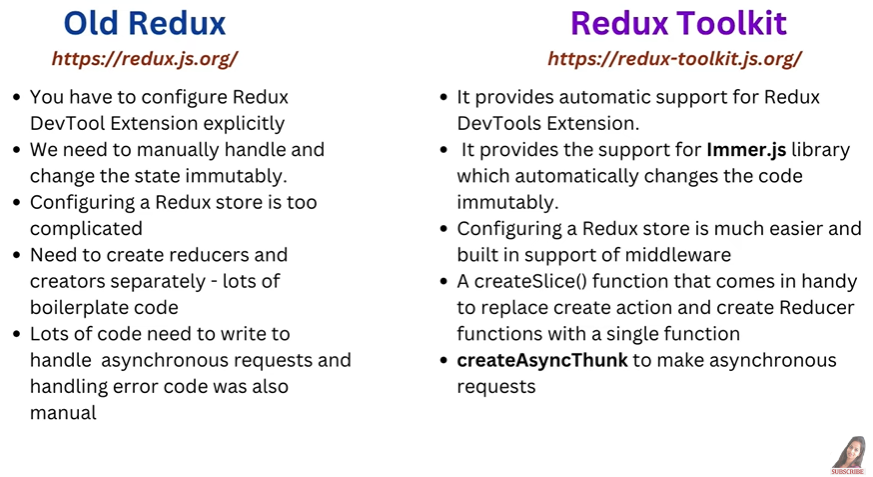 Old Redux
https://redux.js.org/
• You have to configure Redux
DevTool Extension explicitly
• We need to manually handle and
change the state immutably.
• Configuring a Redux store is too
complicated
• Need to create reducers and
creators separately - lots of
boilerplate code
• Lots of code need to write to
handle asynchronous requests and
handling error code was also
manual
Redux Toolkit
https://redux-toolkit.js.org/
• It provides automatic support for Redux
DevTools Extension.
• It provides the support for Immer.js library
which automatically changes the code
immutably.
• Configuring a Redux store is much easier and
built in support of middleware
• A createSlice() function that comes in handy
to replace create action and create Reducer
functions with a single function
• createAsyncThunk to make asynchronous
requests
SUBSCRIBE